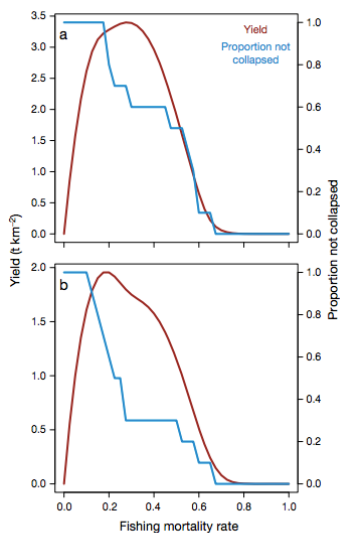 a
Yield
Proportion not
collapsed
3.5
3.0
2.5
2.0
1.5
1.0
0.5
0.0
1.0
0.8
0.6
0.4
0.2
0.0
Yield (t km⁻²)
Proportion not collapsed
b
2.0
1.5
1.0
0.5
0.0
1.0
0.8
0.6
0.4
0.2
0.0
0.0 0.2 0.4 0.6 0.8 1.0
Fishing mortality rate